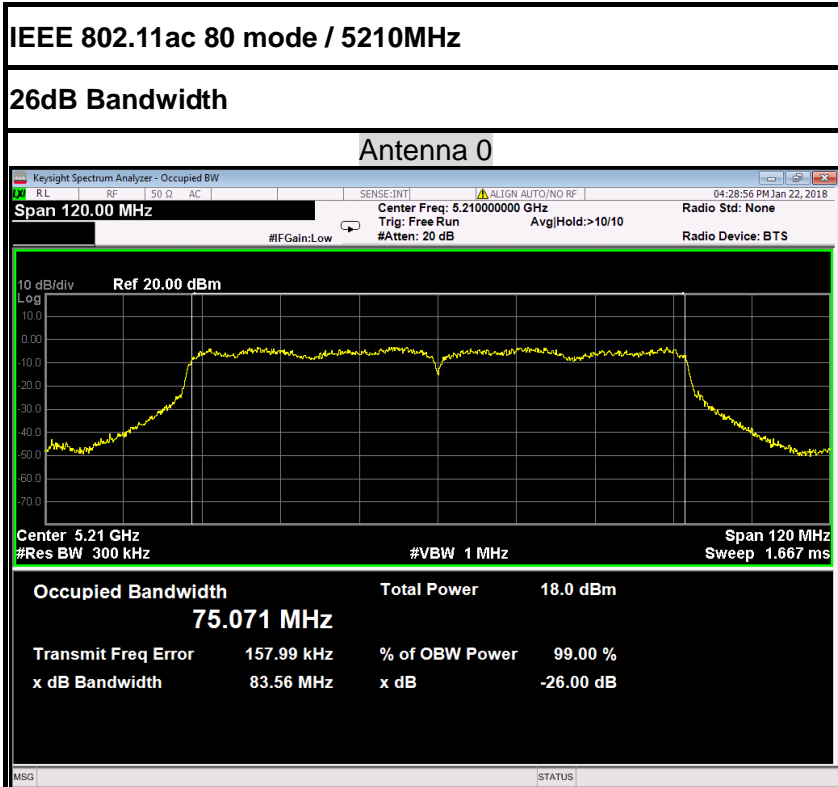 IEEE 802.11ac 80 mode / 5210MHz
26dB Bandwidth
Antenna 0
Keysight Spectrum Analyzer - Occupied BW
LXI RL RF 50 Ω AC SENSE:INT ALIGN AUTO/NO RF 04:28:56 PM Jan 22, 2018
Span 120.00 MHz Center Freq: 5.210000000 GHz Radio Std: None
Trig: Free Run Avg|Hold:>10/10
#IFGain:Low #Atten: 20 dB Radio Device: BTS
10 dB/div Ref 20.00 dBm
Log
10.0
0.00
-10.0
-20.0
-30.0
-40.0
-50.0
-60.0
-70.0
Center 5.21 GHz Span 120 MHz
#Res BW 300 kHz #VBW 1 MHz Sweep 1.667 ms
Occupied Bandwidth Total Power 18.0 dBm
75.071 MHz
Transmit Freq Error 157.99 kHz % of OBW Power 99.00 %
x dB Bandwidth 83.56 MHz x dB -26.00 dB
MSG STATUS